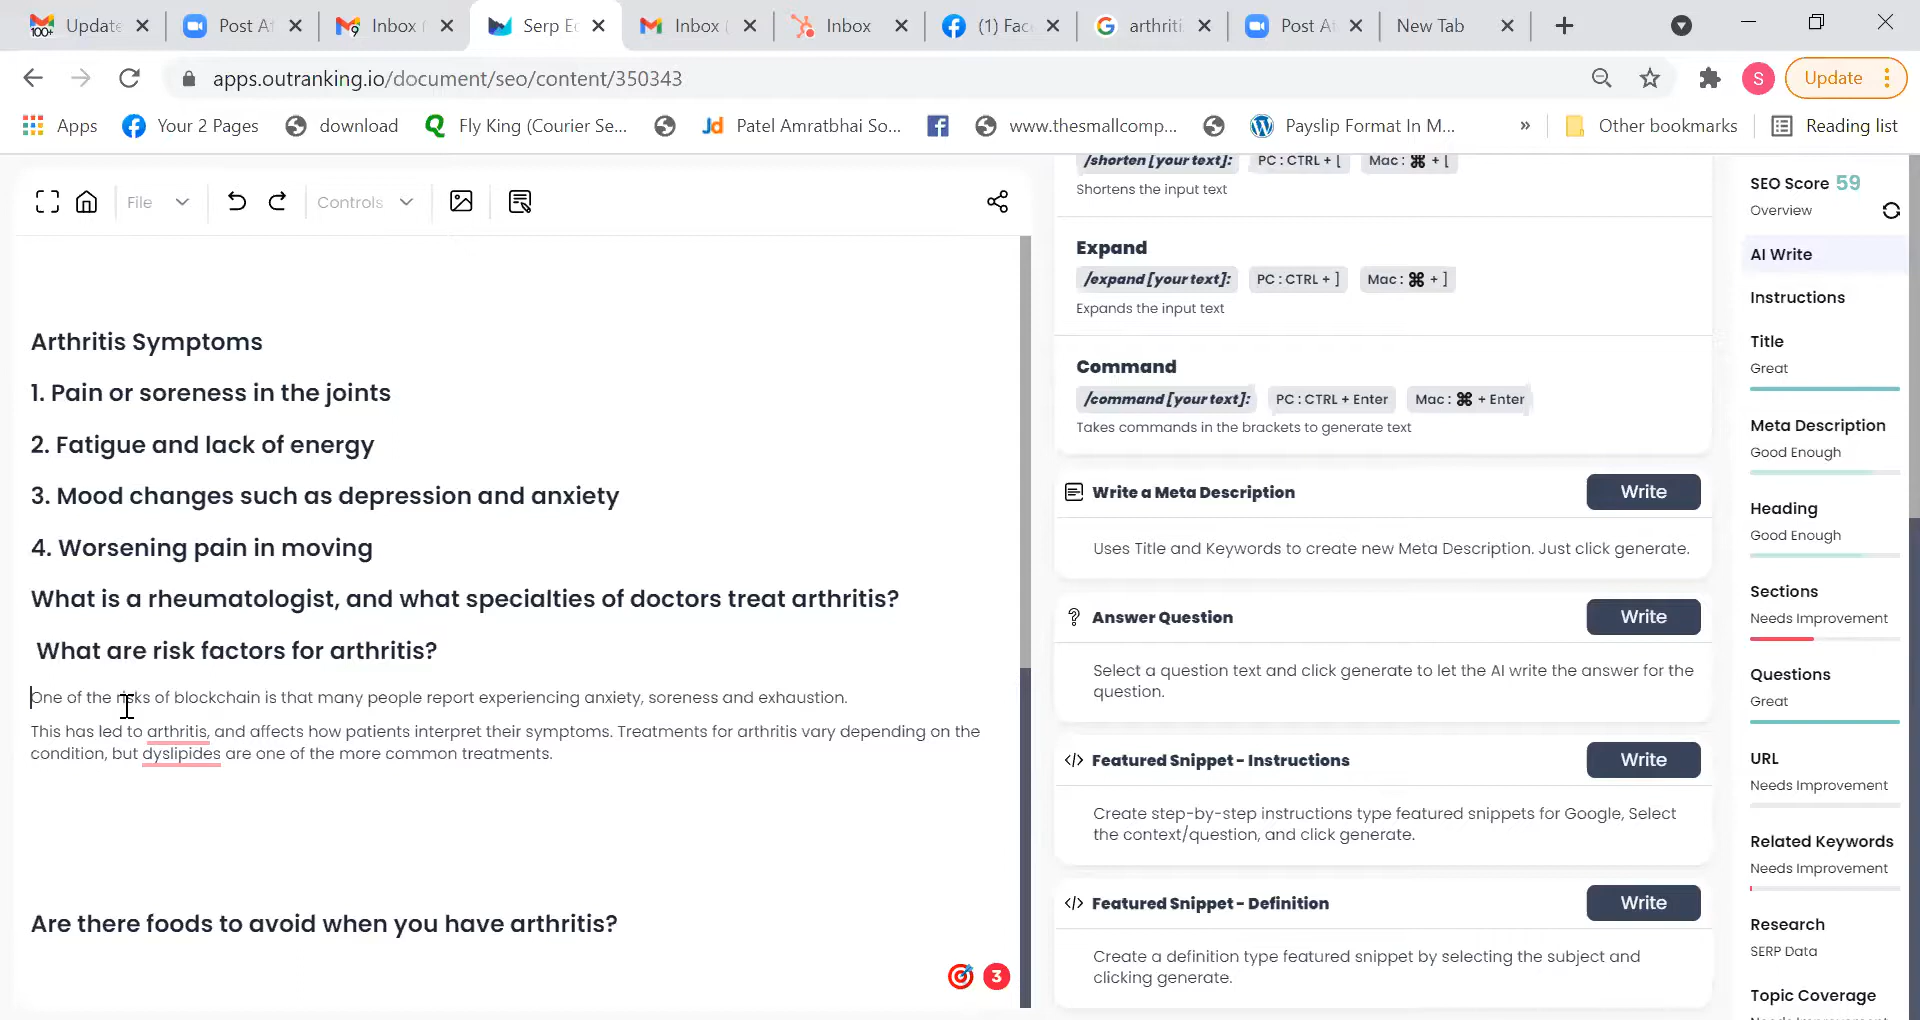 100+ Update
Post A
Inbox (
Serp E
Inbox (
Inbox
(1) Fac
arthriti
Post A
New Tab
apps.outranking.io/document/seo/content/350343
S
Update
Apps
Your 2 Pages
download
Fly King (Courier Se...
Patel Amratbhai So...
www.thesmallcomp...
Payslip Format In M...
»
Other bookmarks
Reading list
File
Controls
Arthritis Symptoms
1. Pain or soreness in the joints
2. Fatigue and lack of energy
3. Mood changes such as depression and anxiety
4. Worsening pain in moving
What is a rheumatologist, and what specialties of doctors treat arthritis?
What are risk factors for arthritis?
One of the risks of blockchain is that many people report experiencing anxiety, soreness and exhaustion.
This has led to arthritis, and affects how patients interpret their symptoms. Treatments for arthritis vary depending on the
condition, but dyslipides are one of the more common treatments.
Are there foods to avoid when you have arthritis?
3
/shorten [your text]: PC : CTRL + [ Mac : ⌘ + [
Shortens the input text
Expand
/expand [your text]: PC : CTRL + ] Mac : ⌘ + ]
Expands the input text
Command
/command [your text]: PC : CTRL + Enter Mac : ⌘ + Enter
Takes commands in the brackets to generate text
Write a Meta Description
Write
Uses Title and Keywords to create new Meta Description. Just click generate.
Answer Question
Write
Select a question text and click generate to let the AI write the answer for the
question.
Featured Snippet - Instructions
Write
Create step-by-step instructions type featured snippets for Google, Select
the context/question, and click generate.
Featured Snippet - Definition
Write
Create a definition type featured snippet by selecting the subject and
clicking generate.
SEO Score 59
Overview
AI Write
Instructions
Title
Great
Meta Description
Good Enough
Heading
Good Enough
Sections
Needs Improvement
Questions
Great
URL
Needs Improvement
Related Keywords
Needs Improvement
Research
SERP Data
Topic Coverage